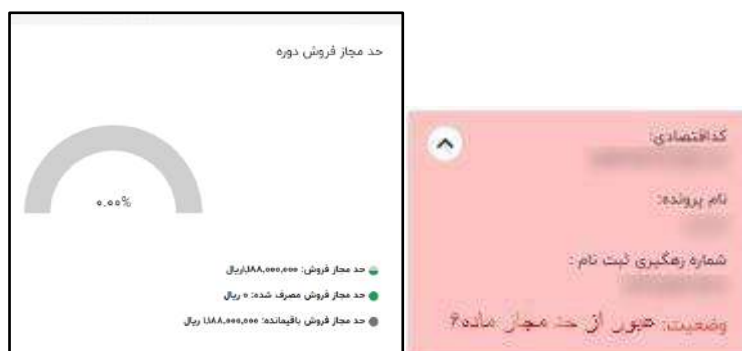 حد مجاز فروش دوره
۰.۰۰%
حد مجاز فروش: ۱,۱۸۸,۰۰۰,۰۰۰ریال
حد مجاز فروش مصرف شده: ۰ ریال
حد مجاز فروش باقیمانده: ۱,۱۸۸,۰۰۰,۰۰۰ ریال
کداقتصادی:
نام پرونده:
شماره رهگیری ثبت نام :
وضعیت: عبور از حد مجاز ماده۶